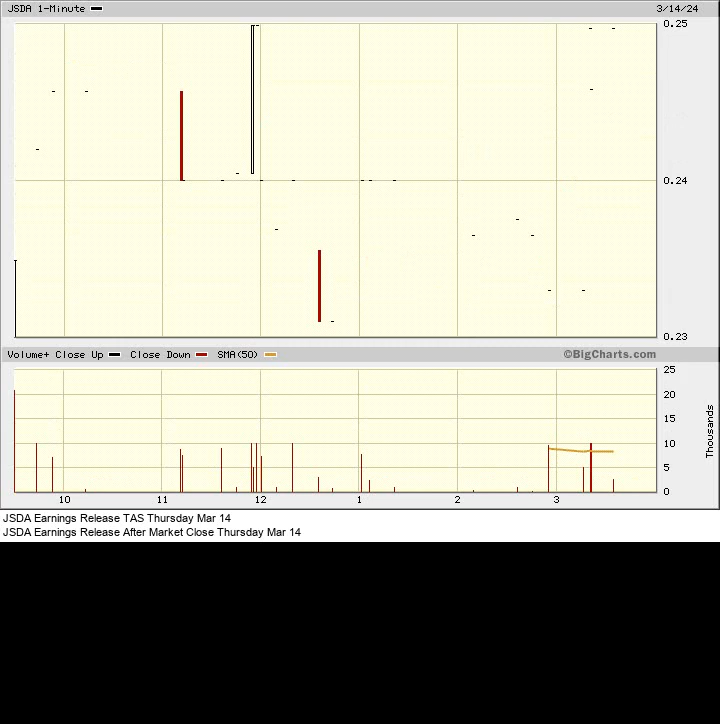 JSDA 1-Minute 3/14/24
0.25
0.24
0.23
Volume+ Close Up Close Down SMA(50) ©BigCharts.com
25
20
15
10
5
0
Thousands
10 11 12 1 2 3
JSDA Earnings Release TAS Thursday Mar 14
JSDA Earnings Release After Market Close Thursday Mar 14